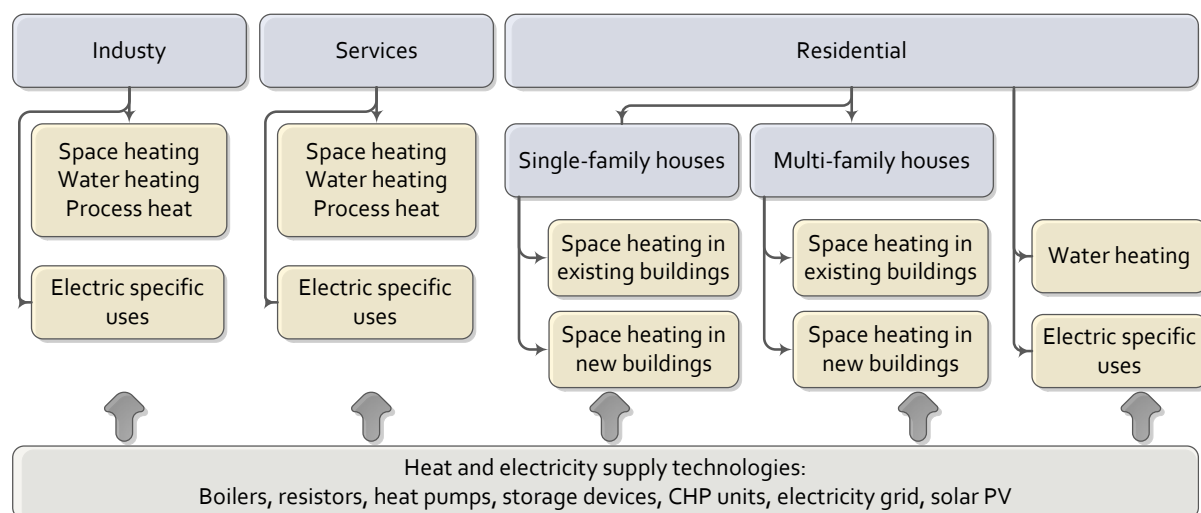 Industy
Services
Residential
Space heating
Water heating
Process heat
Space heating
Water heating
Process heat
Single-family houses
Multi-family houses
Space heating in
existing buildings
Space heating in
existing buildings
Water heating
Electric specific
uses
Electric specific
uses
Space heating in
new buildings
Space heating in
new buildings
Electric specific
uses
Heat and electricity supply technologies:
Boilers, resistors, heat pumps, storage devices, CHP units, electricity grid, solar PV